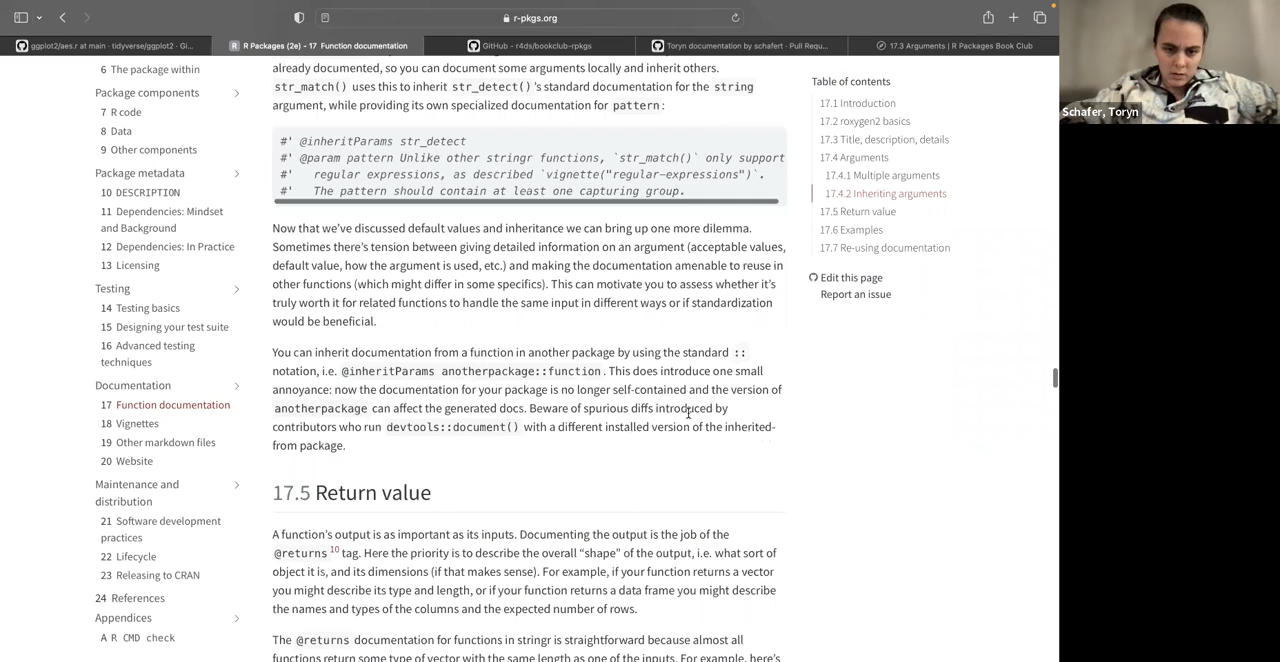 r-pkgs.org
ggplot2/aes.r at main · tidyverse/ggplot2 · Gi...
R Packages (2e) - 17 Function documentation
GitHub - r4ds/bookclub-rpkgs
Toryn documentation by schafert · Pull Requ...
17.3 Arguments | R Packages Book Club
6 The package within
Package components
7 R code
8 Data
9 Other components
Package metadata
10 DESCRIPTION
11 Dependencies: Mindset
and Background
12 Dependencies: In Practice
13 Licensing
Testing
14 Testing basics
15 Designing your test suite
16 Advanced testing
techniques
Documentation
17 Function documentation
18 Vignettes
19 Other markdown files
20 Website
Maintenance and
distribution
21 Software development
practices
22 Lifecycle
23 Releasing to CRAN
24 References
Appendices
A R CMD check
already documented, so you can document some arguments locally and inherit others.
str_match() uses this to inherit str_detect()'s standard documentation for the string
argument, while providing its own specialized documentation for pattern:
#' @inheritParams str_detect
#' @param pattern Unlike other stringr functions, `str_match()` only support
#'   regular expressions, as described `vignette("regular-expressions")`.
#'   The pattern should contain at least one capturing group.
Now that we've discussed default values and inheritance we can bring up one more dilemma.
Sometimes there's tension between giving detailed information on an argument (acceptable values,
default value, how the argument is used, etc.) and making the documentation amenable to reuse in
other functions (which might differ in some specifics). This can motivate you to assess whether it's
truly worth it for related functions to handle the same input in different ways or if standardization
would be beneficial.
You can inherit documentation from a function in another package by using the standard ::
notation, i.e. @inheritParams anotherpackage::function. This does introduce one small
annoyance: now the documentation for your package is no longer self-contained and the version of
anotherpackage can affect the generated docs. Beware of spurious diffs introduced by
contributors who run devtools::document() with a different installed version of the inherited-
from package.
17.5 Return value
A function's output is as important as its inputs. Documenting the output is the job of the
@returns 10 tag. Here the priority is to describe the overall “shape” of the output, i.e. what sort of
object it is, and its dimensions (if that makes sense). For example, if your function returns a vector
you might describe its type and length, or if your function returns a data frame you might describe
the names and types of the columns and the expected number of rows.
The @returns documentation for functions in stringr is straightforward because almost all
functions return some type of vector with the same length as one of the inputs. For example, here's
Table of contents
17.1 Introduction
17.2 roxygen2 basics
17.3 Title, description, details
17.4 Arguments
17.4.1 Multiple arguments
17.4.2 Inheriting arguments
17.5 Return value
17.6 Examples
17.7 Re-using documentation
Edit this page
Report an issue
Schafer, Toryn